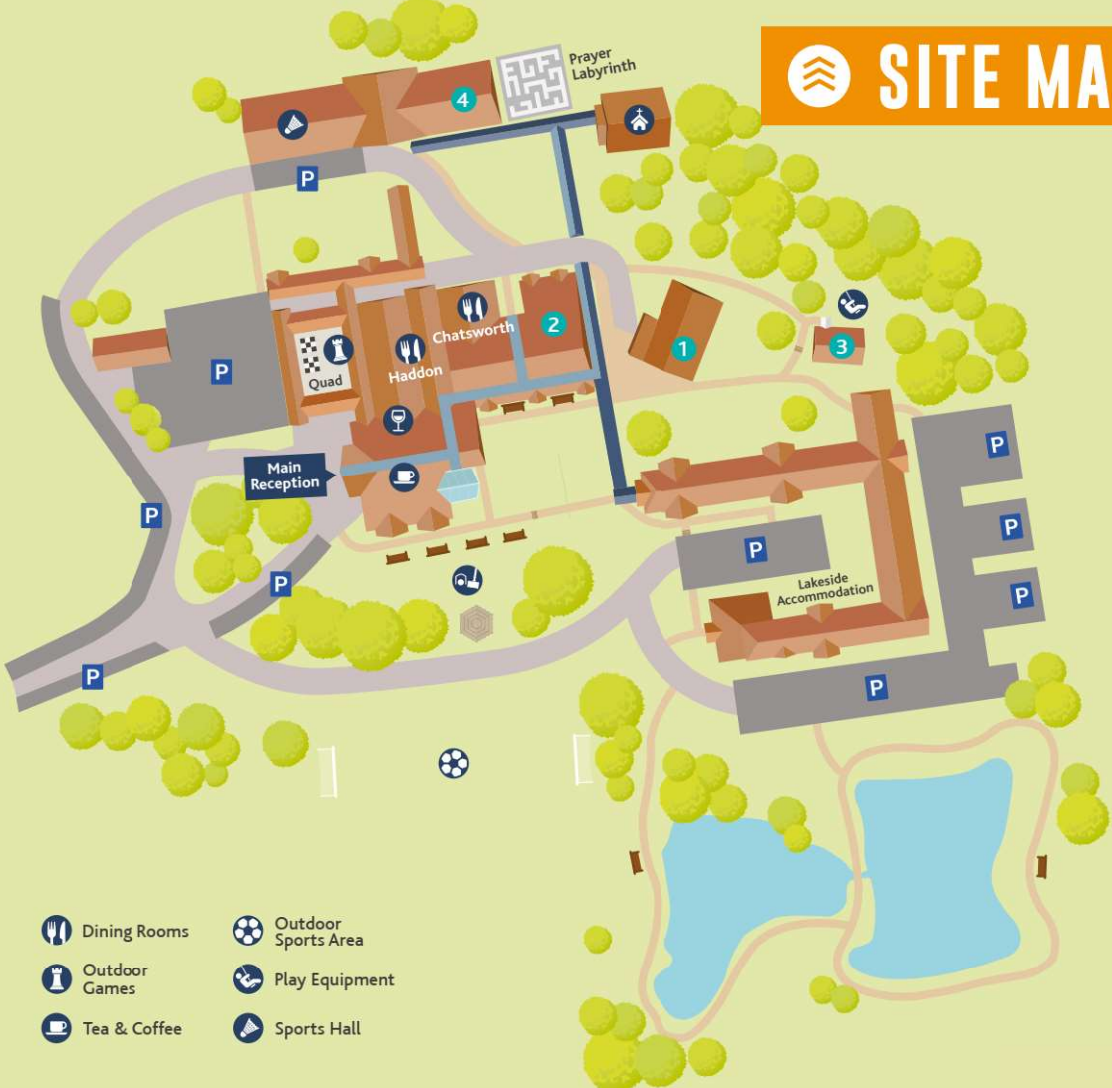 SITE MA
Prayer
Labyrinth
4
P
Chatsworth
2
1
3
Haddon
Quad
P
Main
Reception
P
P
P
P
P
P
P
Lakeside
Accommodation
P
P
Dining Rooms
Outdoor
Games
Tea & Coffee
Outdoor
Sports Area
Play Equipment
Sports Hall